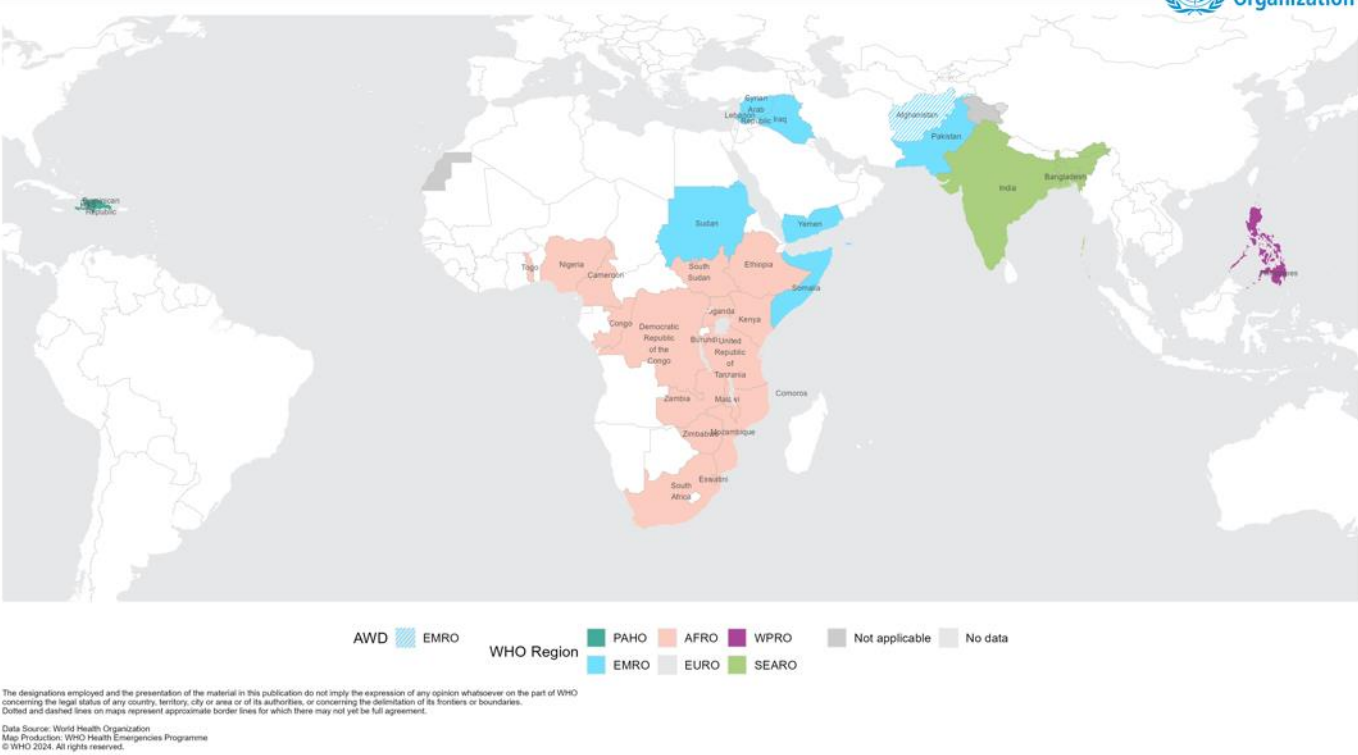 Organization
Syrian
Arab
Republic
Lebanon
Iraq
Afghanistan
Pakistan
India
Bangladesh
Dominican
Republic
Sudan
Yemen
Togo
Nigeria
Cameroon
South
Sudan
Ethiopia
Somalia
Uganda
Kenya
Congo
Democratic
Republic
of the
Congo
Burundi
United
Republic
of
Tanzania
Zambia
Malawi
Comoros
Zimbabwe
Mozambique
South
Africa
Eswatini
AWD EMRO
WHO Region
PAHO AFRO WPRO Not applicable No data
EMRO EURO SEARO
The designations employed and the presentation of the material in this publication do not imply the expression of any opinion whatsoever on the part of WHO
concerning the legal status of any country, territory, city or area or of its authorities, or concerning the delimitation of its frontiers or boundaries.
Dotted and dashed lines on maps represent approximate border lines for which there may not yet be full agreement.
Data Source: World Health Organization
Map Production: WHO Health Emergencies Programme
© WHO 2024. All rights reserved.